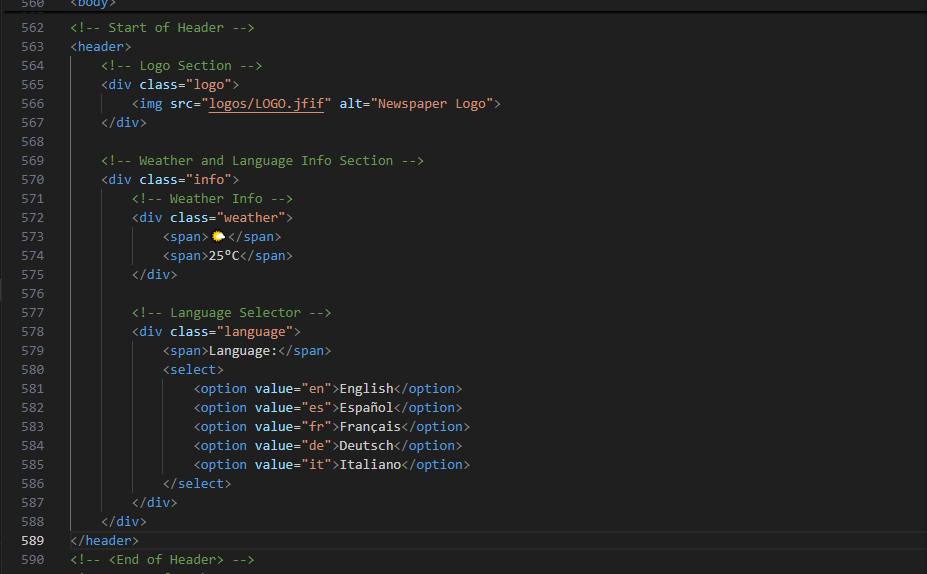 560 <body>
562 <!-- Start of Header -->
563 <header>
564 <!-- Logo Section -->
565 <div class="logo">
566 <img src="logos/LOGO.jfif" alt="Newspaper Logo">
567 </div>
568
569 <!-- Weather and Language Info Section -->
570 <div class="info">
571 <!-- Weather Info -->
572 <div class="weather">
573 <span>🌤️</span>
574 <span>25°C</span>
575 </div>
576
577 <!-- Language Selector -->
578 <div class="language">
579 <span>Language:</span>
580 <select>
581 <option value="en">English</option>
582 <option value="es">Español</option>
583 <option value="fr">Français</option>
584 <option value="de">Deutsch</option>
585 <option value="it">Italiano</option>
586 </select>
587 </div>
588 </div>
589 </header>
590 <!-- <End of Header> -->